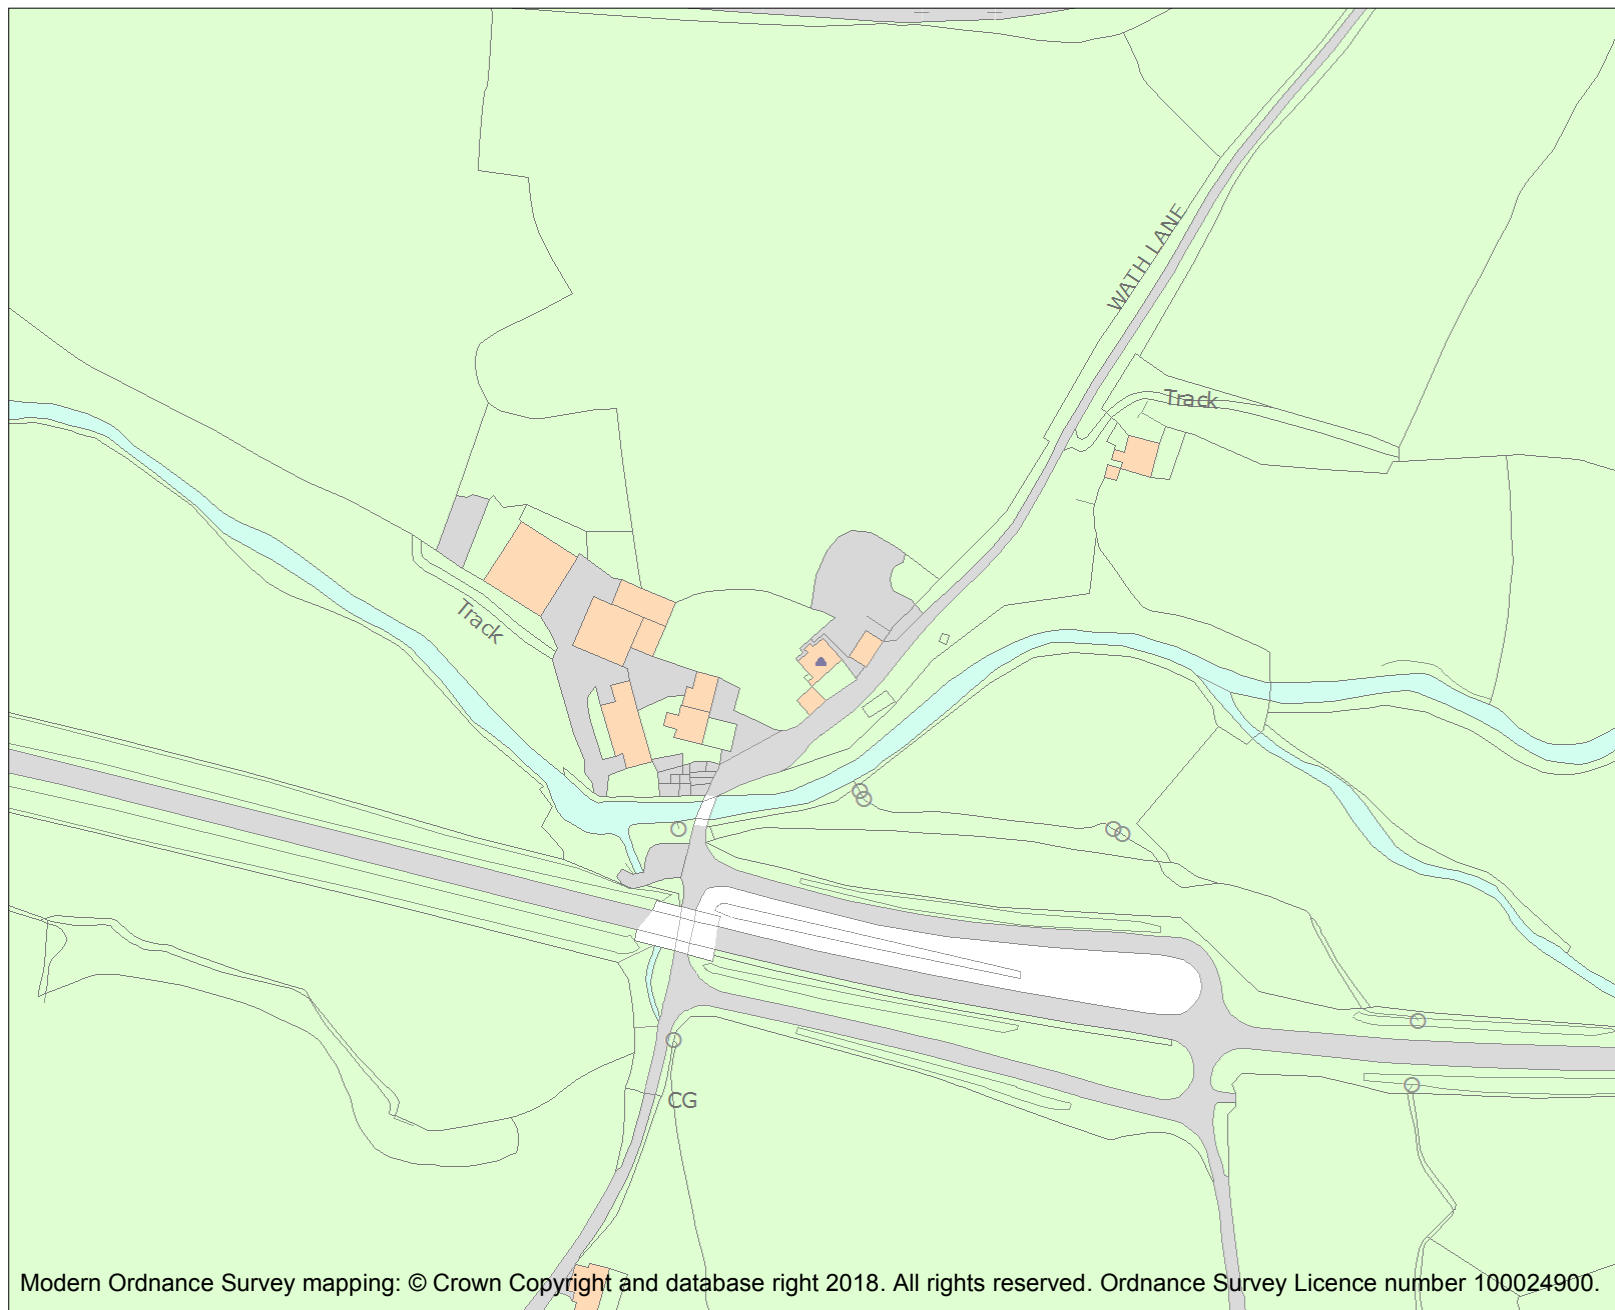 WATH LANE
Track
Track
CG
Modern Ordnance Survey mapping: © Crown Copyright and database right 2018. All rights reserved. Ordnance Survey Licence number 100024900.